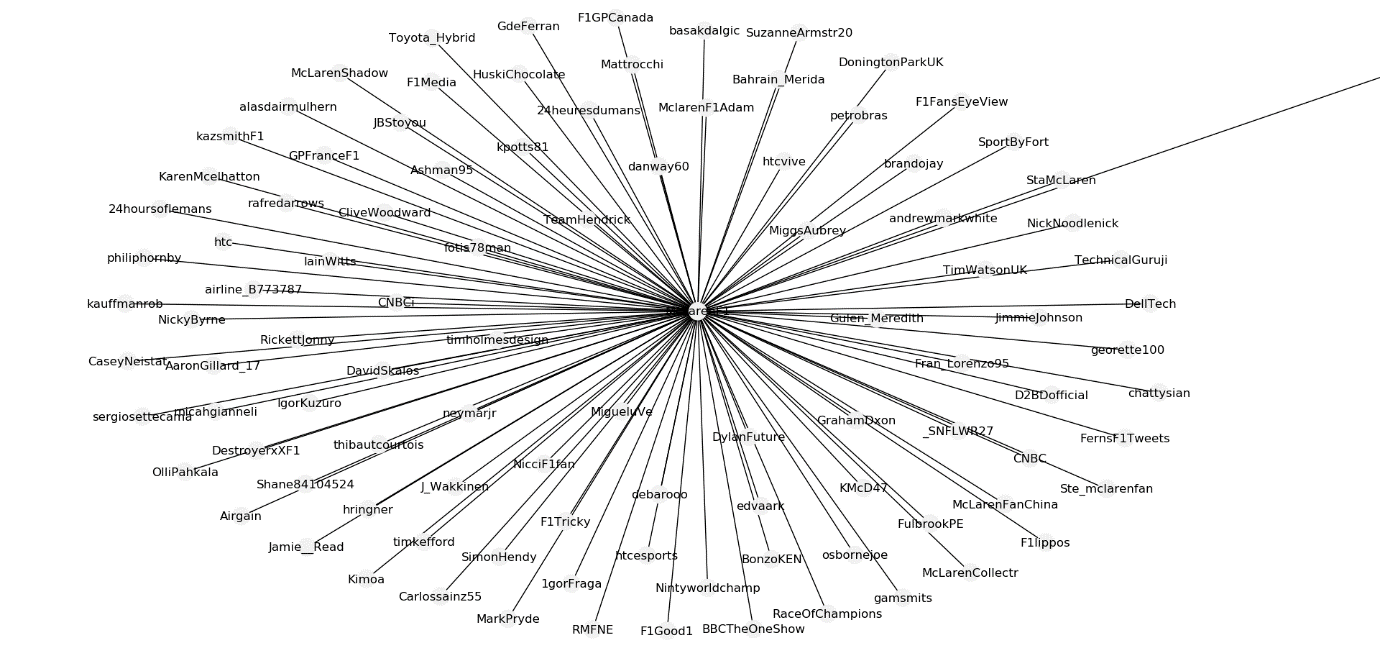 F1GPCanada
GdeFerran
basakdalgic
SuzanneArmstr20
Toyota_Hybrid
DoningtonParkUK
Mattrocchi
McLarenShadow
HuskiChocolate
F1Media
Bahrain_Merida
F1FansEyeView
alasdairmulhern
24heuresdumans
MclarenF1Adam
petrobras
JBStoyou
kazsmithF1
SportByFort
kpotts81
GPFranceF1
htcvive
brandojay
danway60
Ashman95
KarenMcelhatton
StaMcLaren
rafredarrows
24hoursoflemans
CliveWoodward
TeamHendrick
andrewmarkwhite
NickNoodlenick
MiggsAubrey
htc
fotis78man
philiphornby
IainWitts
TechnicalGuruji
TimWatsonUK
airline_B773787
CNBCi
kauffmanrob
DellTech
NickyByrne
Gulen_Meredith
JimmieJohnson
RickettJonny
timholmesdesign
georette100
CaseyNeistat
AaronGillard_17
Fran_Lorenzo95
DavidSkalos
chattysian
D2BDofficial
IgorKuzuro
micahgianneli
sergiosettecama
neymarjr
MigueluVe
GrahamDxon
_SNFLWR27
DylanFuture
FernsF1Tweets
thibautcourtois
DestroyerxXF1
CNBC
NicciF1fan
OlliPahkala
Shane84104524
J_Wakkinen
KMcD47
Ste_mclarenfan
debarooo
edvaark
McLarenFanChina
hringner
Airgain
F1Tricky
FulbrookPE
timkefford
F1lippos
Jamie__Read
SimonHendy
htcesports
BonzoKEN
osbornejoe
McLarenCollectr
Kimoa
1gorFraga
Nintyworldchamp
Carlossainz55
gamsmits
RaceOfChampions
MarkPryde
RMFNE
F1Good1
BBCTheOneShow